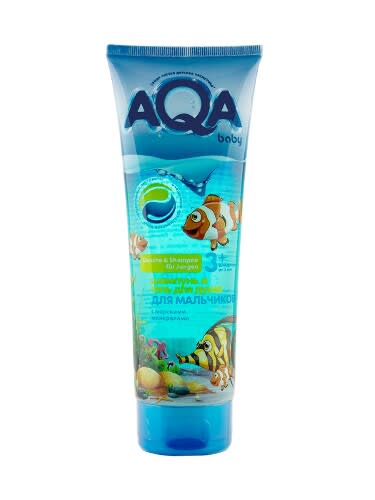 AQA
baby
Dusche & Shampoo
für Jungen
3+
ШАМПУНЬ &
ГЕЛЬ ДЛЯ ДУША
ДЛЯ МАЛЬЧИКОВ
с морскими
минералами